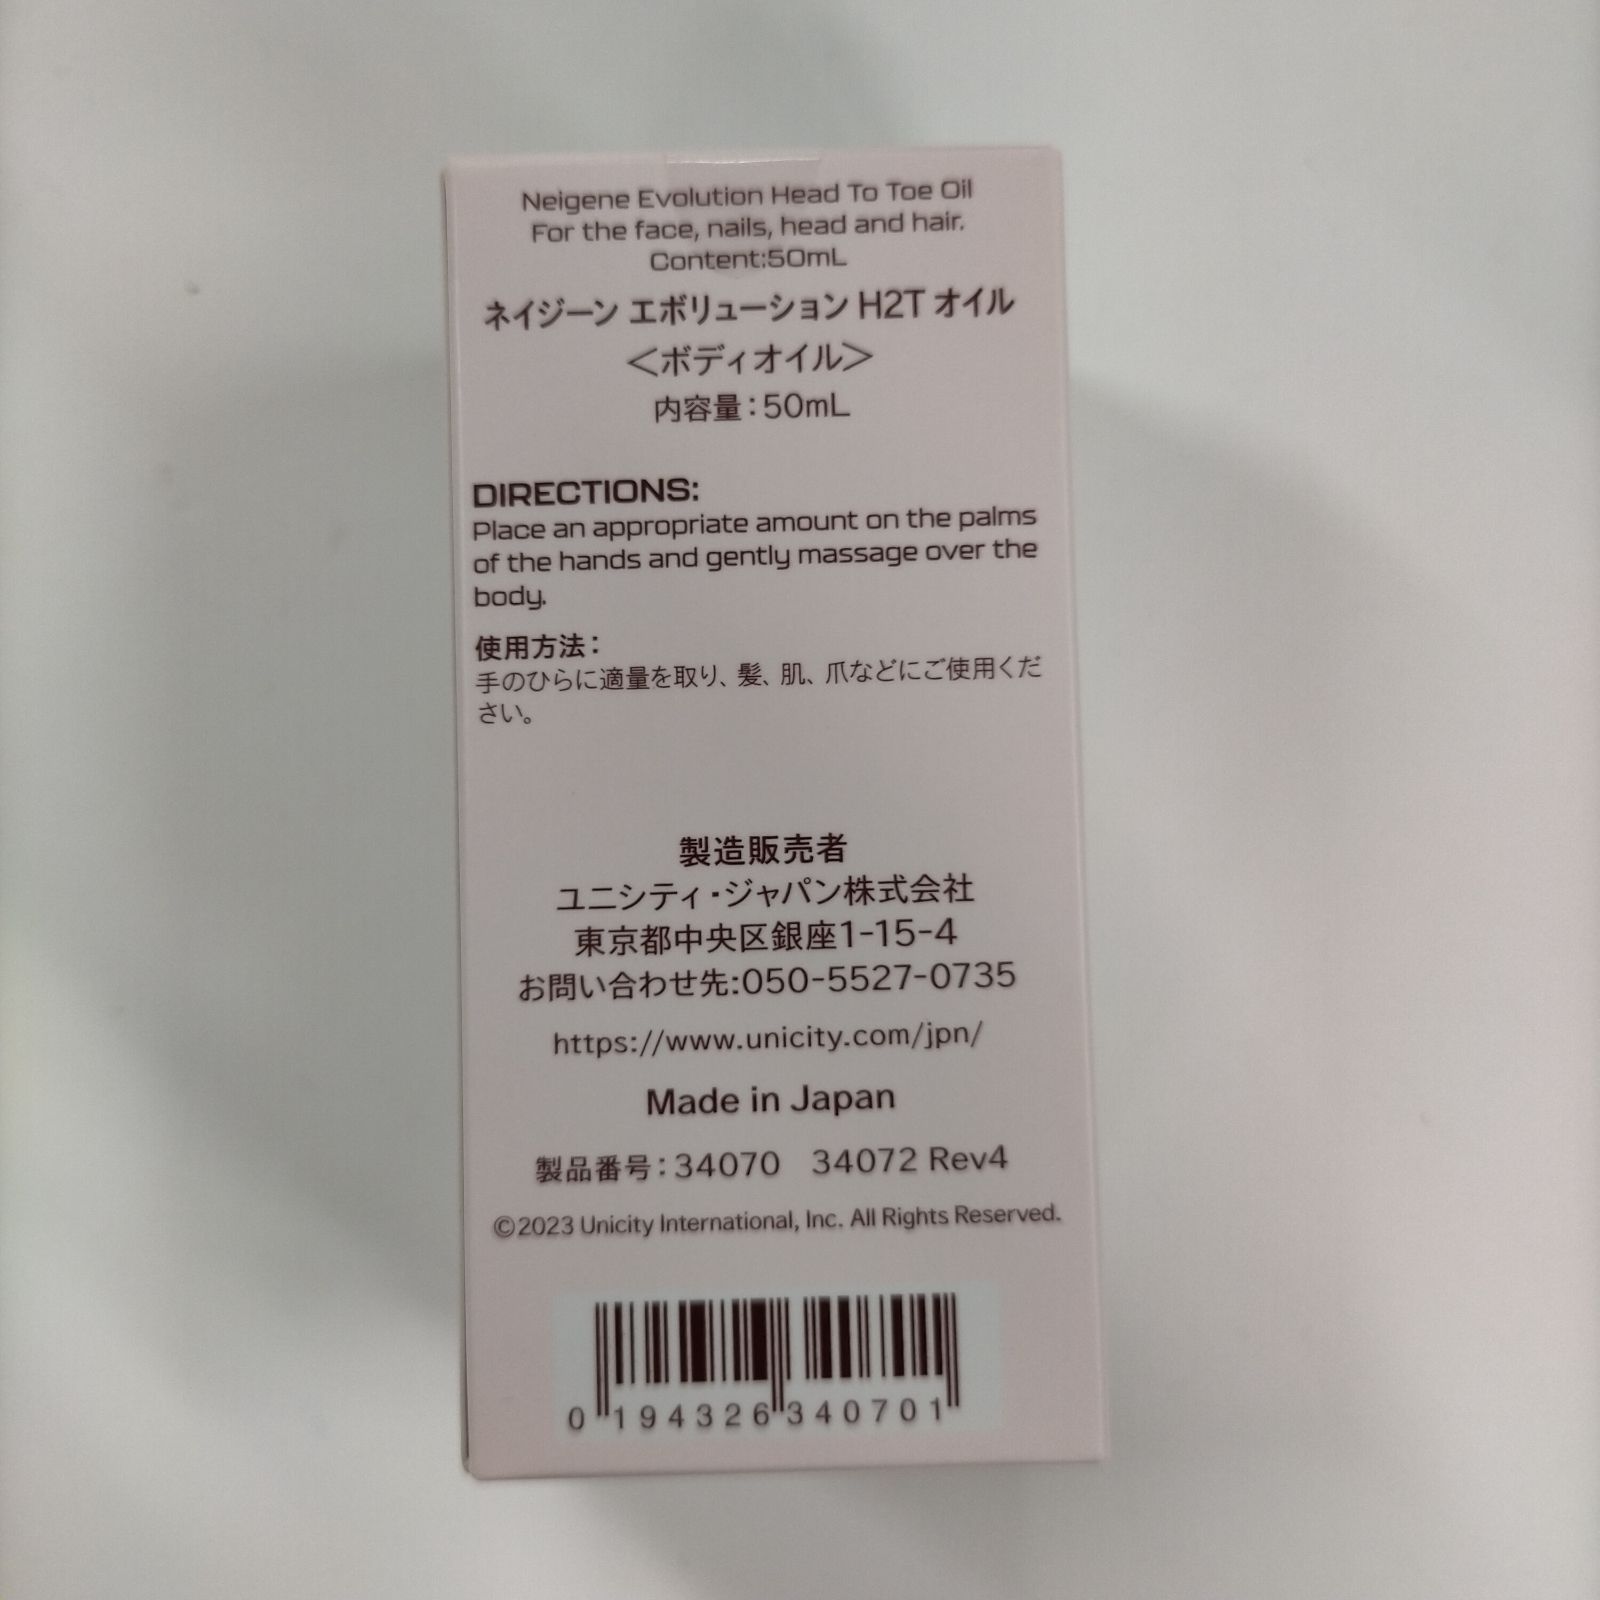 Neigene Evolution Head To Toe Oil
For the face, nails, head and hair.
Content:50mL
ネイジーン エボリューション H2T オイル
＜ボディオイル＞
内容量：50mL
DIRECTIONS:
Place an appropriate amount on the palms
of the hands and gently massage over the
body.
使用方法：
手のひらに適量を取り、髪、肌、爪などにご使用くだ
さい。
製造販売者
ユニシティ・ジャパン株式会社
東京都中央区銀座1-15-4
お問い合わせ先:050-5527-0735
https://www.unicity.com/jpn/
Made in Japan
製品番号：34070 34072 Rev4
©2023 Unicity International, Inc. All Rights Reserved.
0 194326 340701